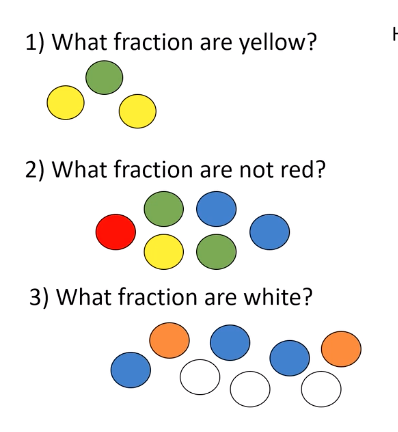 1) What fraction are yellow?
2) What fraction are not red?
3) What fraction are white?